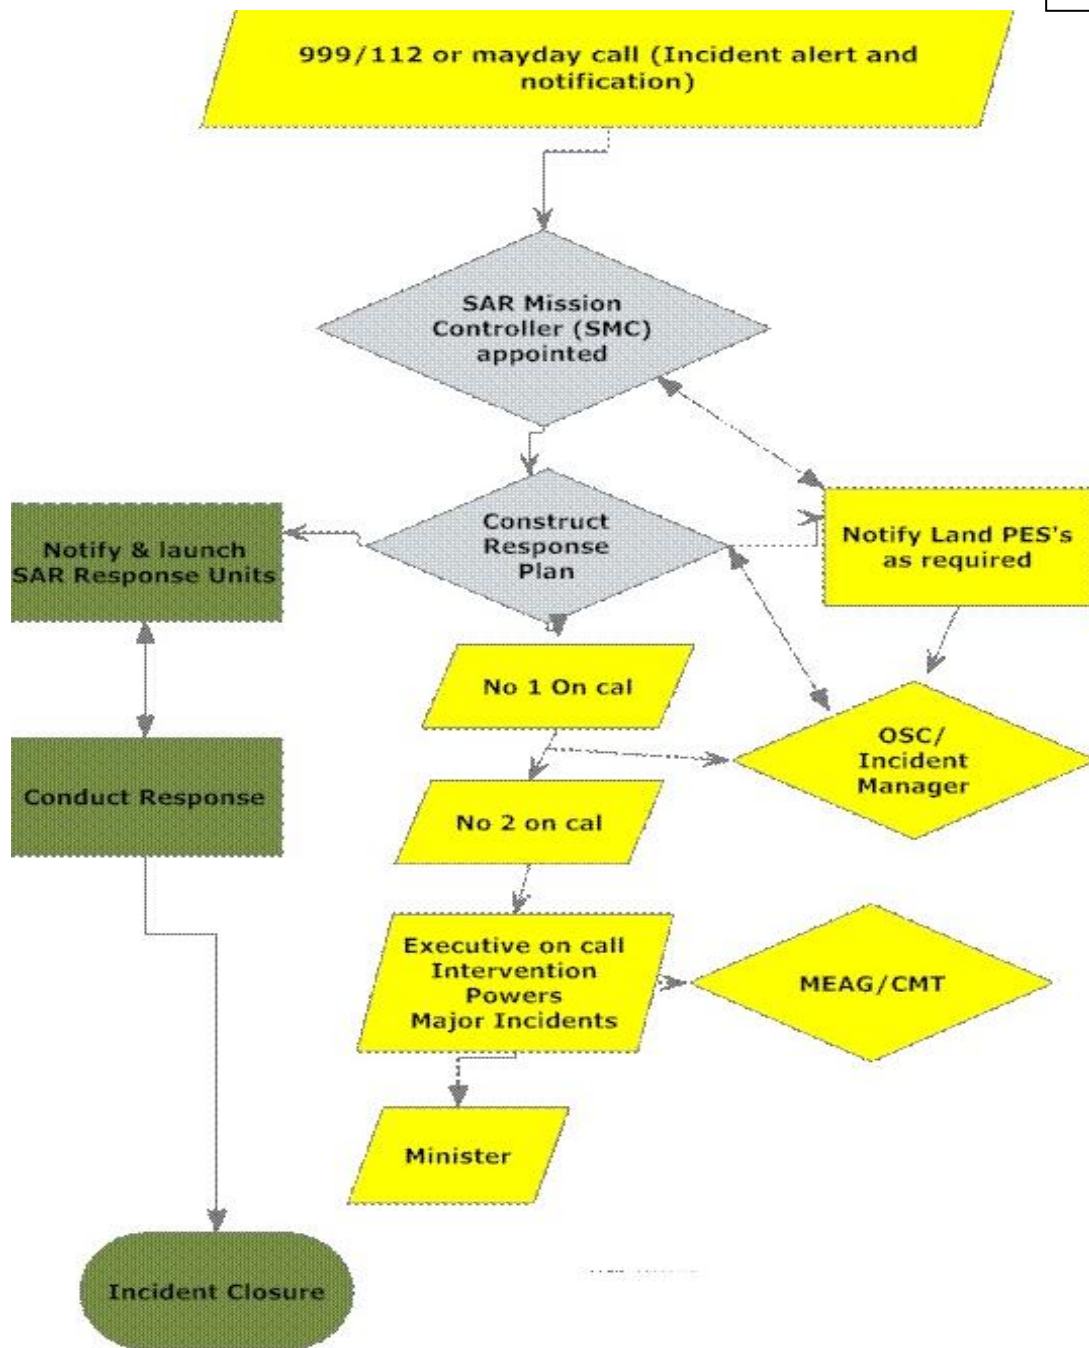 999/112 or mayday call (Incident alert and
notification)
SAR Mission
Controller (SMC)
appointed
Construct
Response
Plan
Notify & launch
SAR Response Units
Notify Land PES's
as required
No 1 On cal
OSC/
Incident
Manager
Conduct Response
No 2 on cal
Executive on call
Intervention
Powers
Major Incidents
MEAG/CMT
Minister
Incident Closure